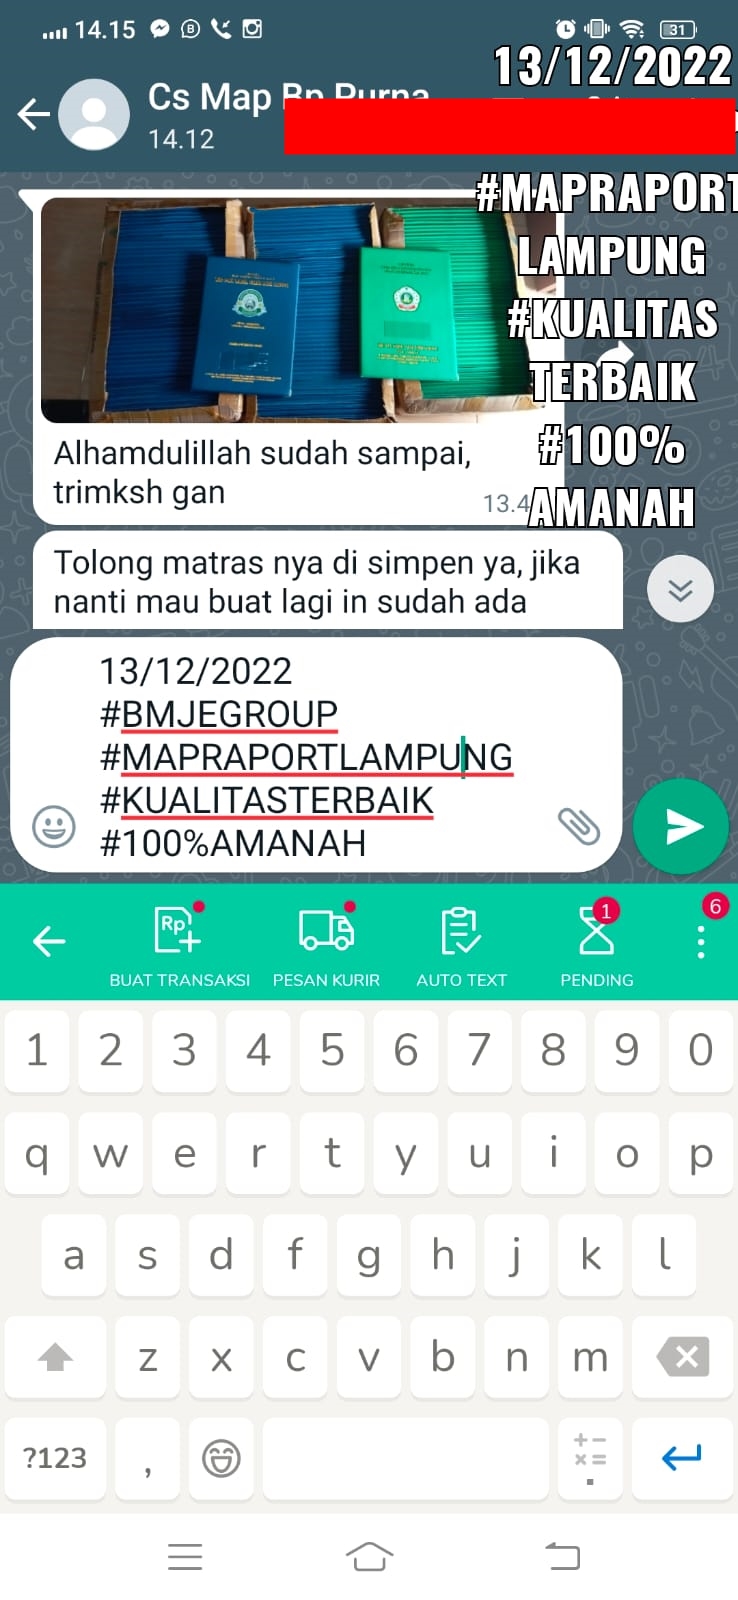 14.15
31
13/12/2022
Cs Map Bp Purna
14.12
#MAPRAPORT
LAMPUNG
#KUALITAS
TERBAIK
#100%
AMANAH
Alhamdulillah sudah sampai,
trimksh gan
13.4
Tolong matras nya di simpen ya, jika
nanti mau buat lagi in sudah ada
13/12/2022
#BMJEGROUP
#MAPRAPORTLAMPUNG
#KUALITASTERBAIK
#100%AMANAH
Rp
1
6
BUAT TRANSAKSI PESAN KURIR AUTO TEXT PENDING
1 2 3 4 5 6 7 8 9 0
q w e r t y u i o p
a s d f g h j k l
z x c v b n m
?123 , .